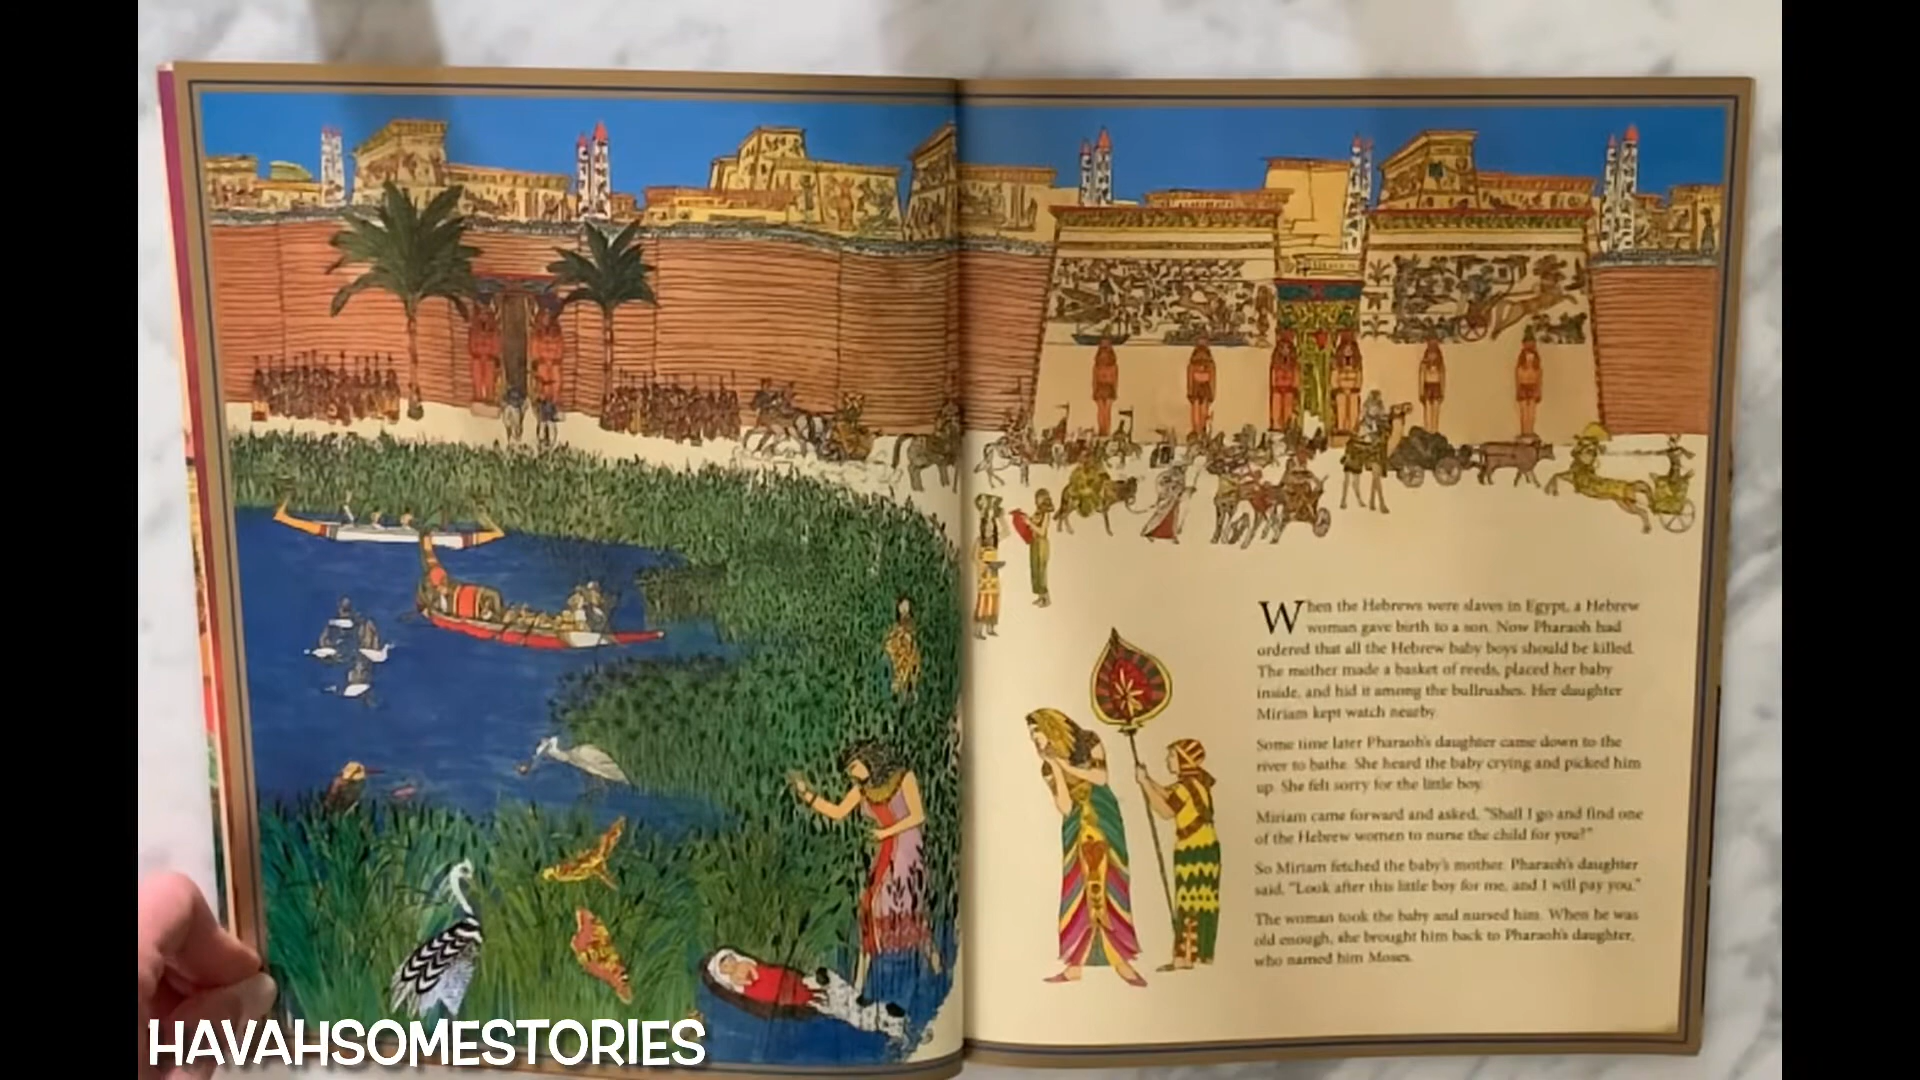 When the Hebrews were slaves in Egypt, a Hebrew
woman gave birth to a son. Now Pharaoh had
ordered that all the Hebrew baby boys should be killed.
The mother made a basket of reeds, placed her baby
inside, and hid it among the bullrushes. Her daughter
Miriam kept watch nearby.
Some time later Pharaoh's daughter came down to the
river to bathe. She heard the baby crying and picked him
up. She felt sorry for the little boy.
Miriam came forward and asked, "Shall I go and find one
of the Hebrew women to nurse the child for you?"
So Miriam fetched the baby's mother. Pharaoh's daughter
said, "Look after this little boy for me, and I will pay you."
The woman took the baby and nursed him. When he was
old enough, she brought him back to Pharaoh's daughter,
who named him Moses.
HAVAHSOMESTORIES